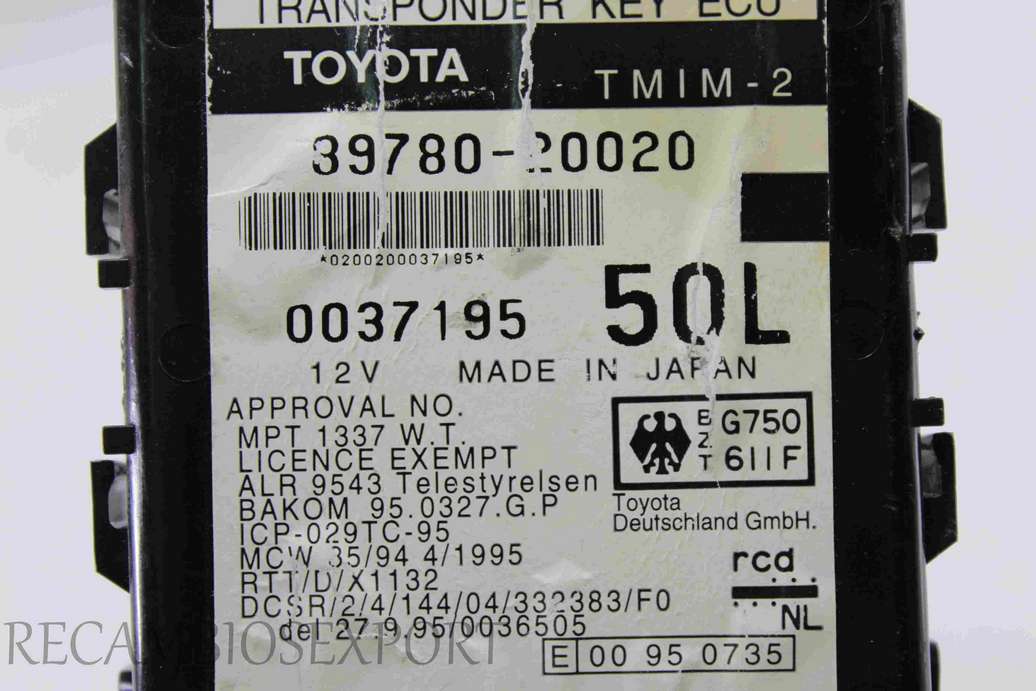 TRANSPONDER KEY ECU
TOYOTA TMIM-2
89780-20020
*0200200037195*
0037195 50L
12V MADE IN JAPAN
APPROVAL NO.
MPT 1337 W.T.
LICENCE EXEMPT
ALR 9543 Telestyrelsen
BAKOM 95.0327.G.P
ICP-029TC-95
MCW 35/94 4/1995
RTT/D/X1132
DCSR/2/4/144/04/332383/F0
del 27.9.95/0036505
BZT G750
611F
Toyota
Deutschland GmbH.
rcd
NL
E 00 95 0735
RECAMBIOSEXPORT